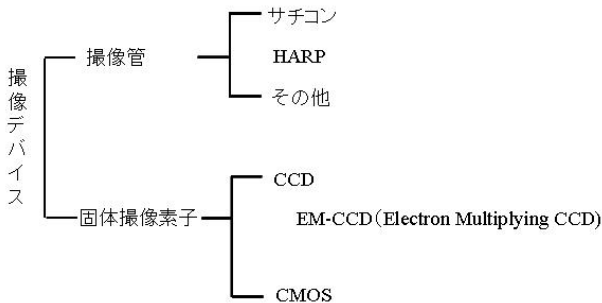 撮像デバイス
撮像管
サチコン
HARP
その他
固体撮像素子
CCD
EM-CCD(Electron Multiplying CCD)
CMOS